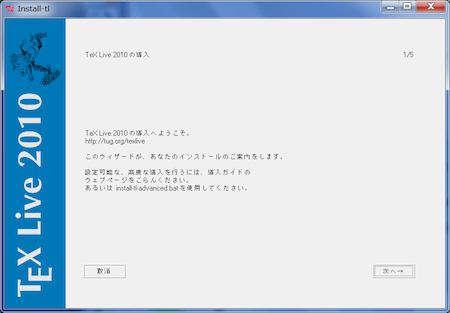 Install-tl
TeX Live 2010 の導入
1/5
TeX Live 2010 の導入へようこそ。
http://tug.org/texlive
このウィザードが、あなたのインストールのご案内をします。
設定可能な、高度な導入を行うには、導入ガイドの
ウェブページをごらんください。
あるいは install-tl-advanced.bat を使用してください。
TEX Live 2010
取消
次へ→